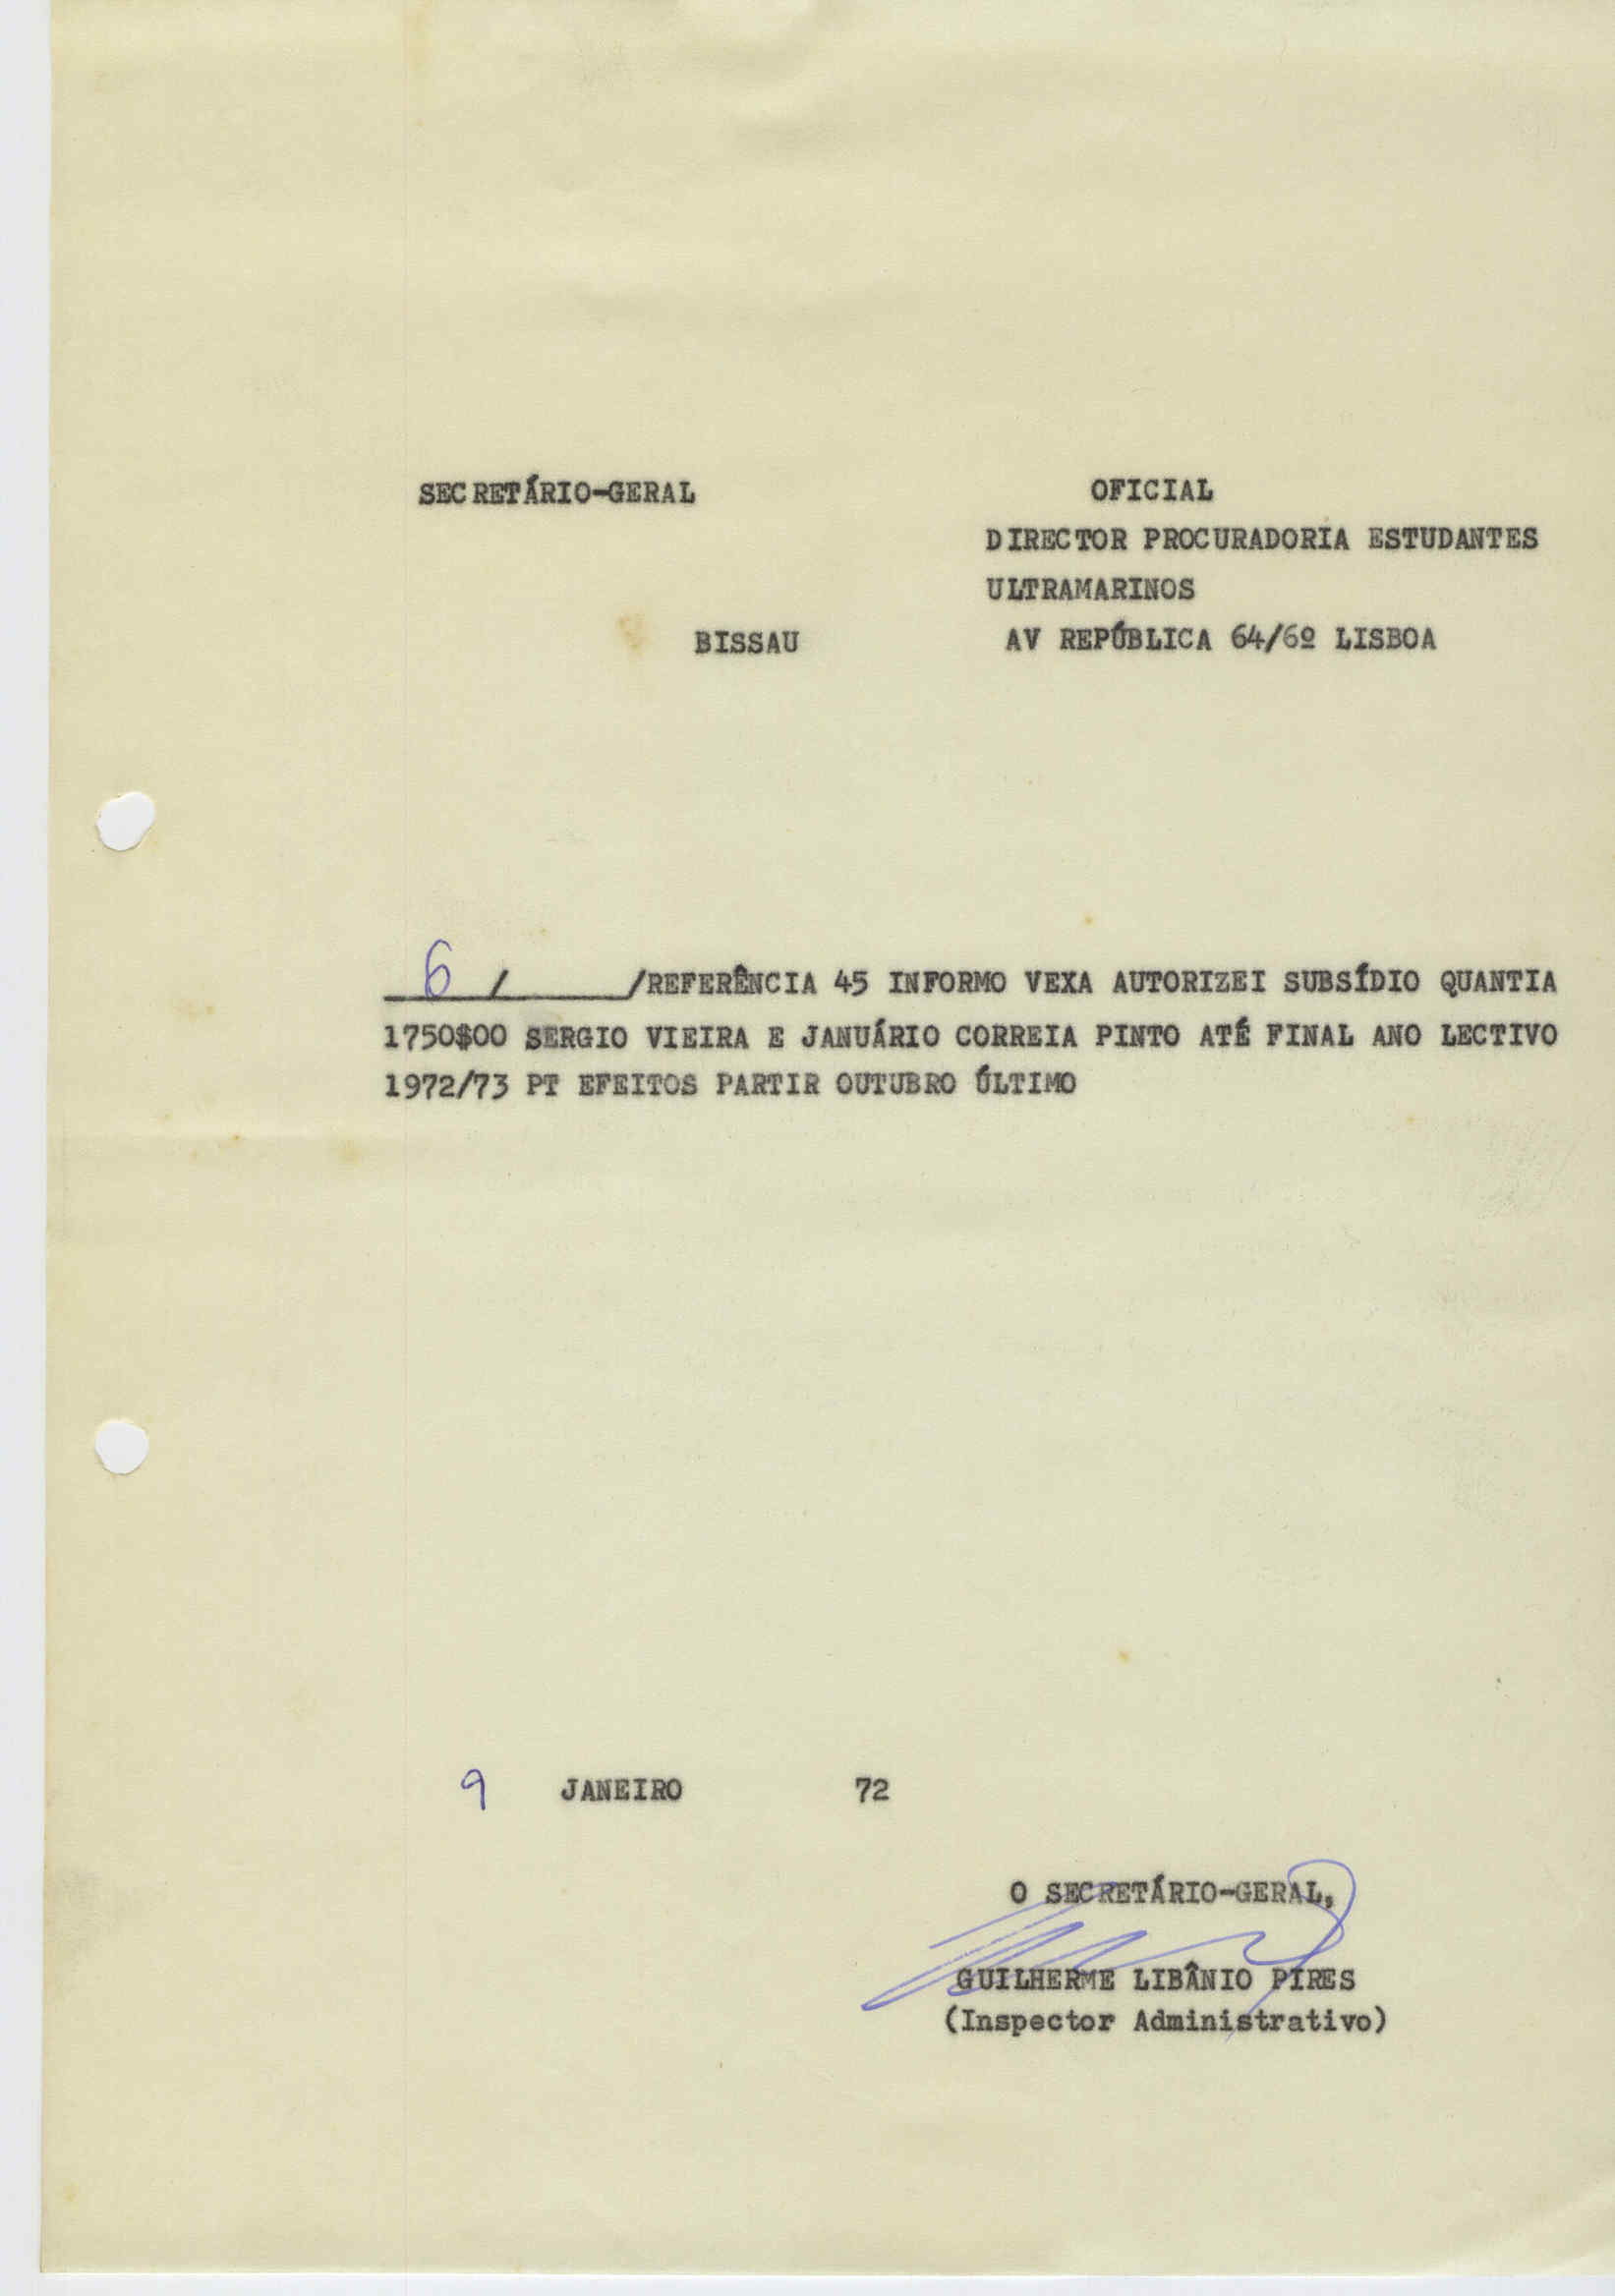 SECRETÁRIO-GERAL
OFICIAL
DIRECTOR PROCURADORIA ESTUDANTES
ULTRAMARINOS
BISSAU
AV REPÚBLICA 64/6º LISBOA
6 / /REFERÊNCIA 45 INFORMO VEXA AUTORIZEI SUBSÍDIO QUANTIA
1750$00 SERGIO VIEIRA E JANUÁRIO CORREIA PINTO ATÉ FINAL ANO LECTIVO
1972/73 PT EFEITOS PARTIR OUTUBRO ÚLTIMO
9 JANEIRO 72
O SECRETÁRIO-GERAL,
GUILHERME LIBÂNIO PIRES
(Inspector Administrativo)